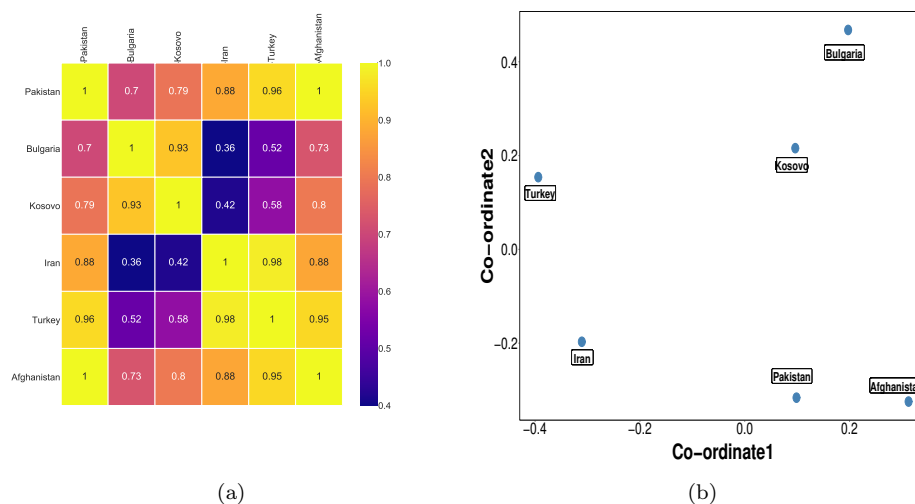 Pakistan
Bulgaria
Kosovo
Iran
Turkey
Afghanistan
Pakistan 1 0.7 0.79 0.88 0.96 1
Bulgaria 0.7 1 0.93 0.36 0.52 0.73
Kosovo 0.79 0.93 1 0.42 0.58 0.8
Iran 0.88 0.36 0.42 1 0.98 0.88
Turkey 0.96 0.52 0.58 0.98 1 0.95
Afghanistan 1 0.73 0.8 0.88 0.95 1
1.0
0.9
0.8
0.7
0.6
0.5
0.4
(a)
Co-ordinate2
0.4
0.2
0.0
−0.2
Bulgaria
Kosovo
Turkey
Iran
Pakistan
Afghanista
−0.4 −0.2 0.0 0.2
Co-ordinate1
(b)